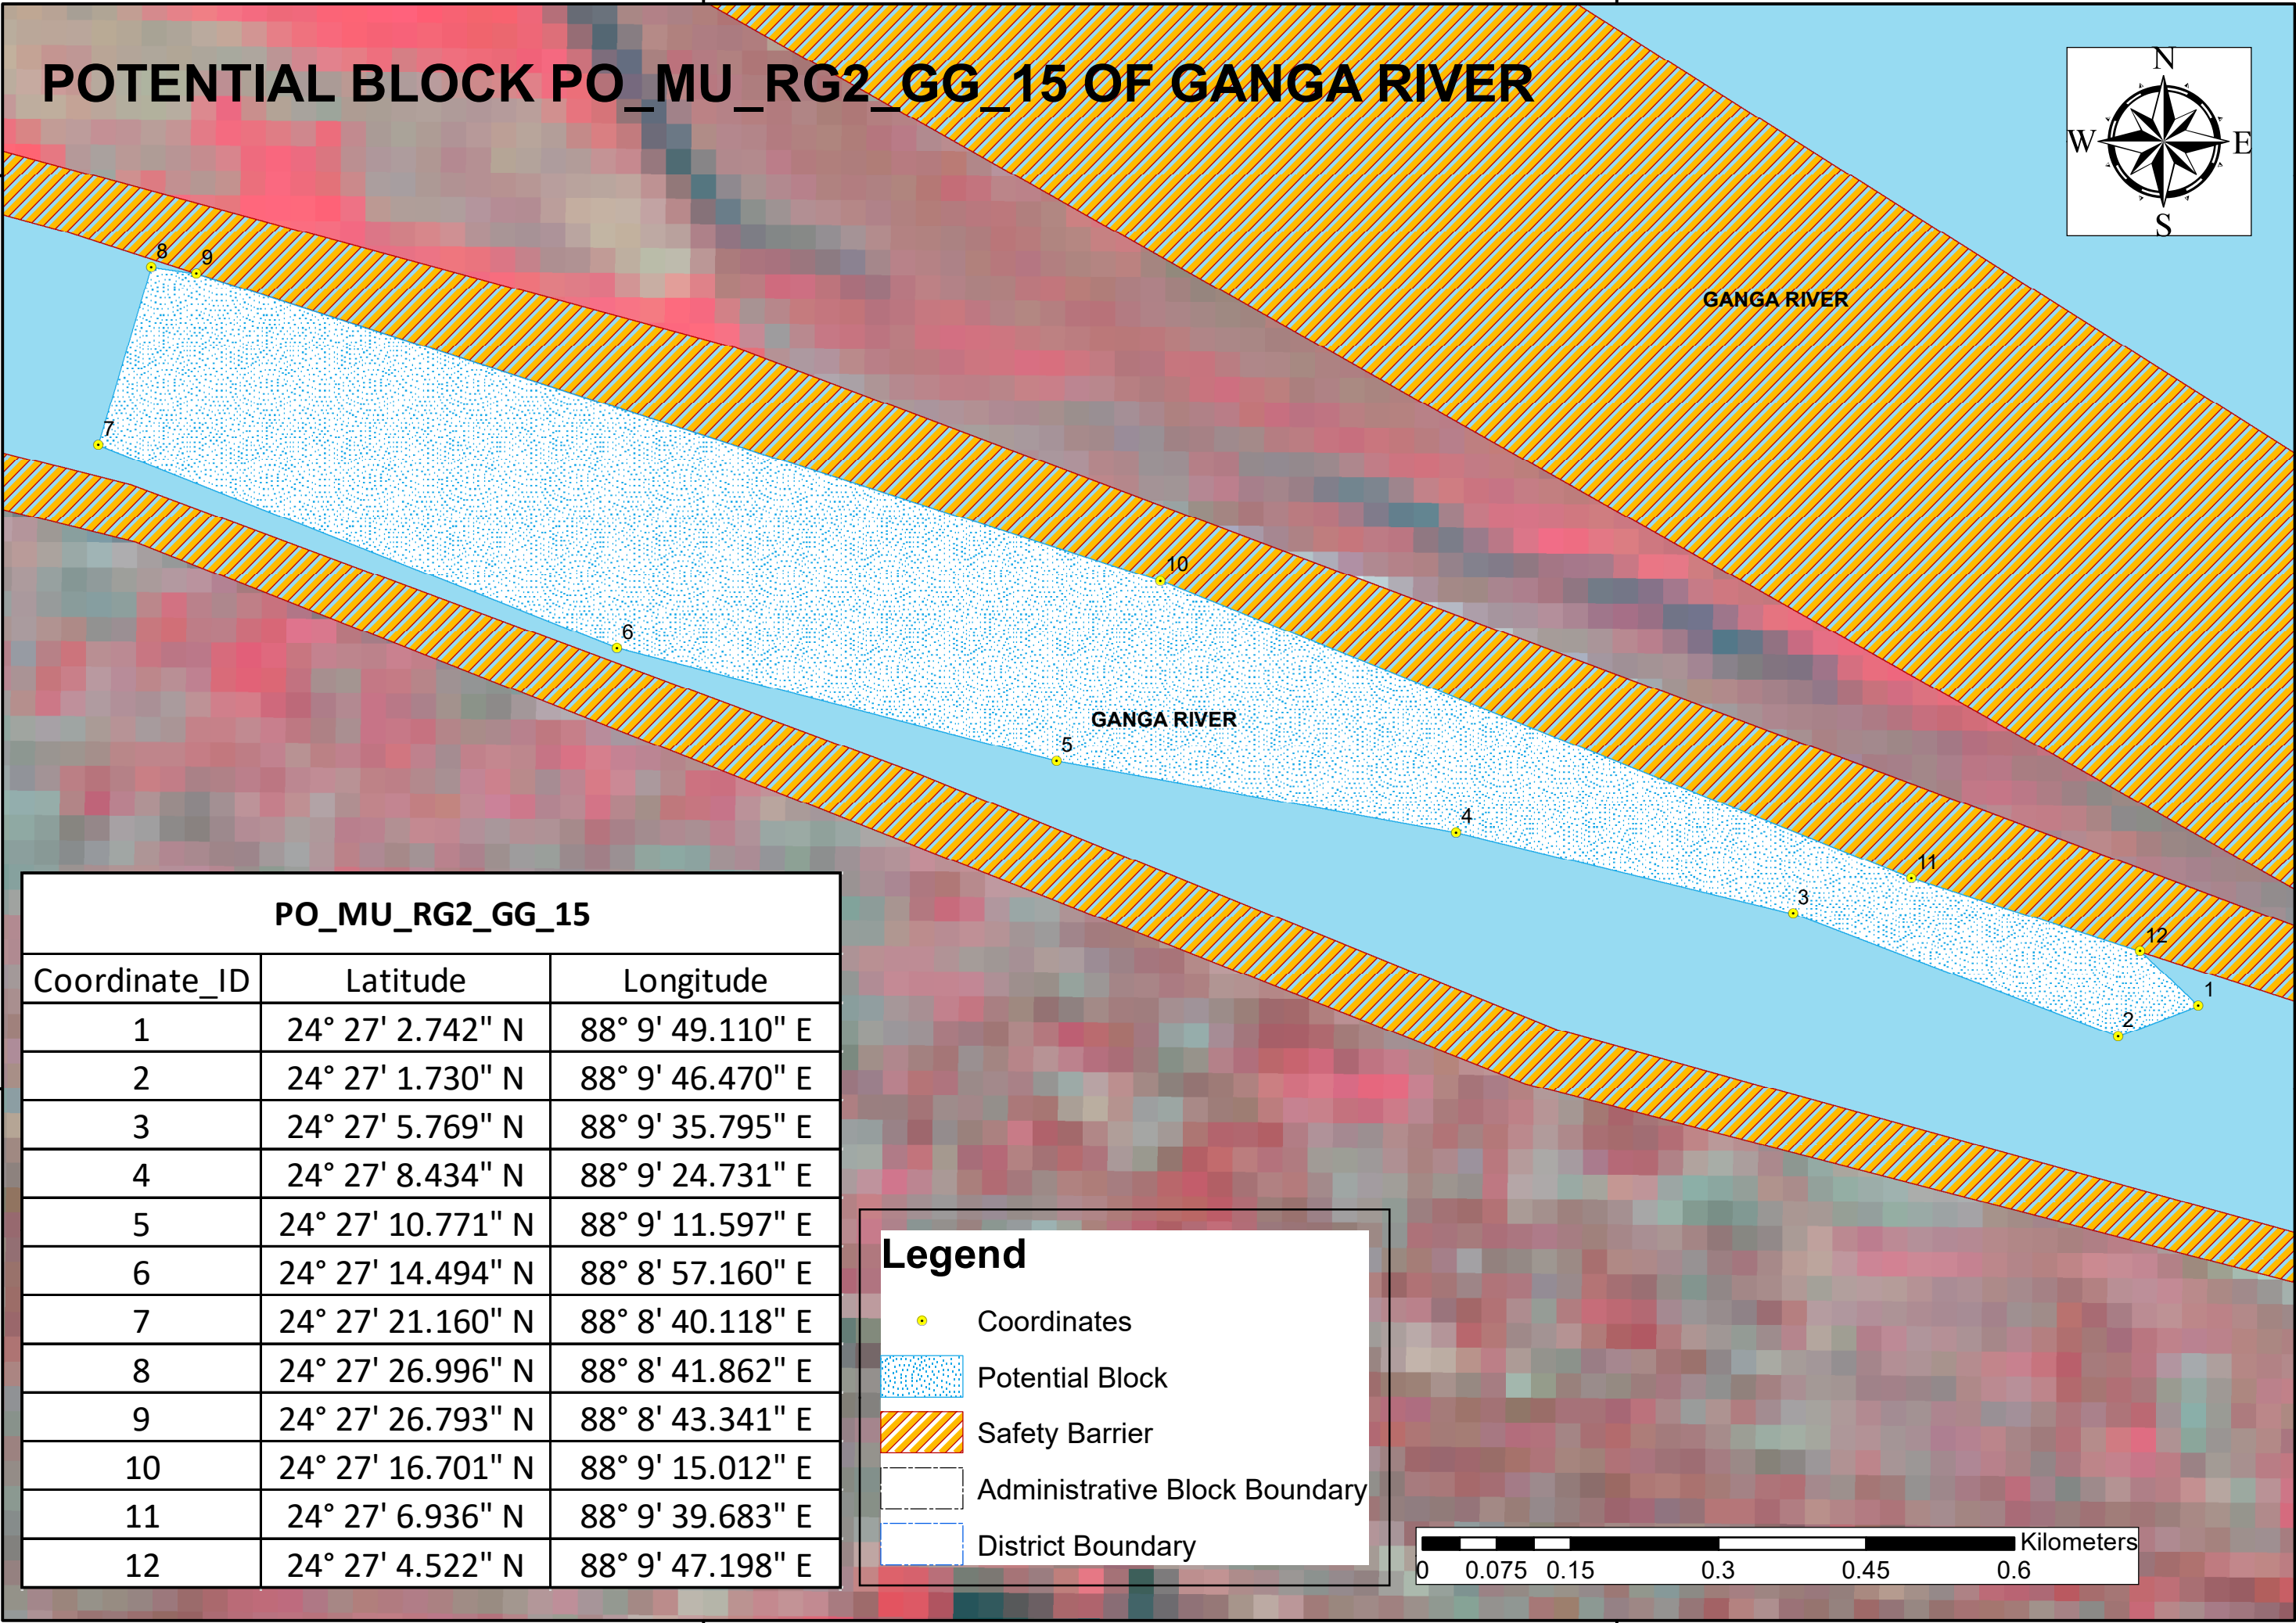 POTENTIAL BLOCK PO_MU_RG2_GG_15 OF GANGA RIVER
N
W E
S
GANGA RIVER
8 9
7
10
6
GANGA RIVER
5
4
11
3
12
1
2
PO_MU_RG2_GG_15
Coordinate_ID Latitude Longitude
1 24° 27' 2.742" N 88° 9' 49.110" E
2 24° 27' 1.730" N 88° 9' 46.470" E
3 24° 27' 5.769" N 88° 9' 35.795" E
4 24° 27' 8.434" N 88° 9' 24.731" E
5 24° 27' 10.771" N 88° 9' 11.597" E
6 24° 27' 14.494" N 88° 8' 57.160" E
7 24° 27' 21.160" N 88° 8' 40.118" E
8 24° 27' 26.996" N 88° 8' 41.862" E
9 24° 27' 26.793" N 88° 8' 43.341" E
10 24° 27' 16.701" N 88° 9' 15.012" E
11 24° 27' 6.936" N 88° 9' 39.683" E
12 24° 27' 4.522" N 88° 9' 47.198" E
Legend
Coordinates
Potential Block
Safety Barrier
Administrative Block Boundary
District Boundary
Kilometers
0 0.075 0.15 0.3 0.45 0.6